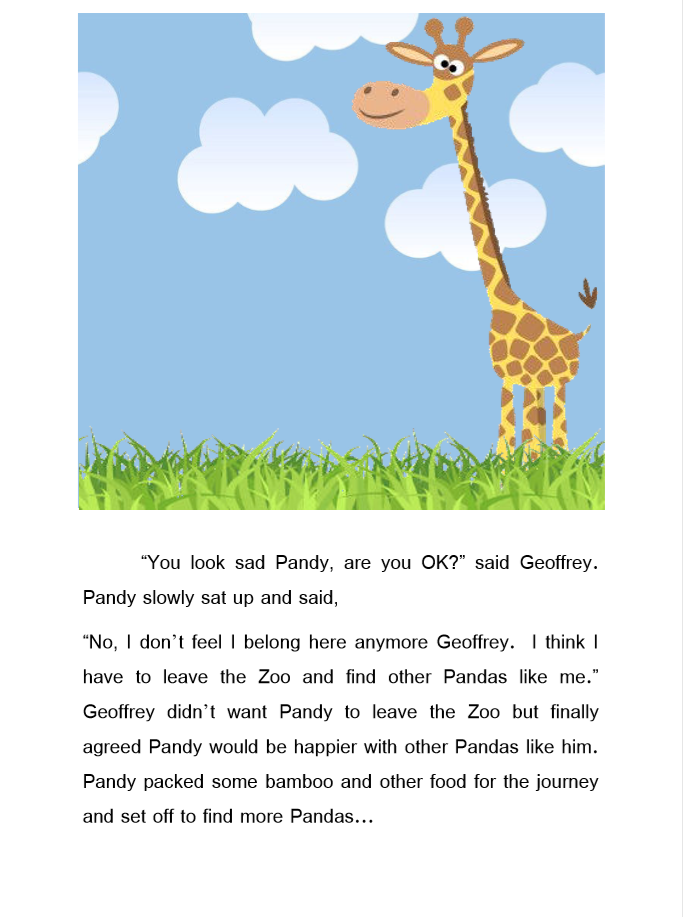 “You look sad Pandy, are you OK?” said Geoffrey.
Pandy slowly sat up and said,
“No, I don’t feel I belong here anymore Geoffrey.  I think I
have to leave the Zoo and find other Pandas like me.”
Geoffrey didn’t want Pandy to leave the Zoo but finally
agreed Pandy would be happier with other Pandas like him.
Pandy packed some bamboo and other food for the journey
and set off to find more Pandas…